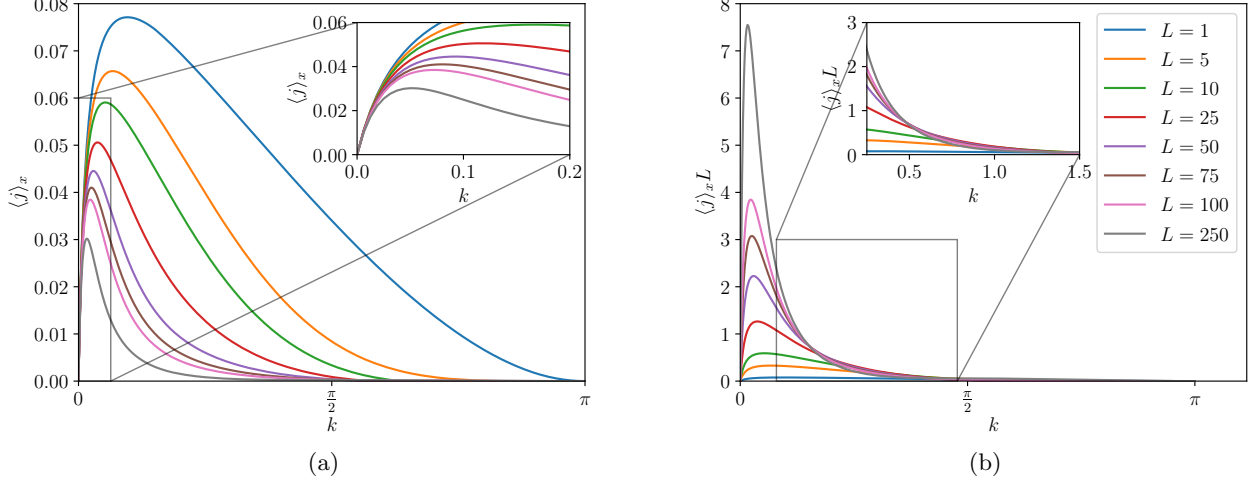 0.08
0.07
0.06
0.05
0.04
0.03
0.02
0.01
0.00
⟨j⟩ₓ
0
π/2
π
k
0.06
0.04
0.02
0.00
⟨j⟩ₓ
0.0
0.1
0.2
k
(a)
8
7
6
5
4
3
2
1
0
⟨j⟩ₓL
0
π/2
π
k
3
2
1
0
⟨j⟩ₓL
0.5
1.0
1.5
k
L = 1
L = 5
L = 10
L = 25
L = 50
L = 75
L = 100
L = 250
(b)